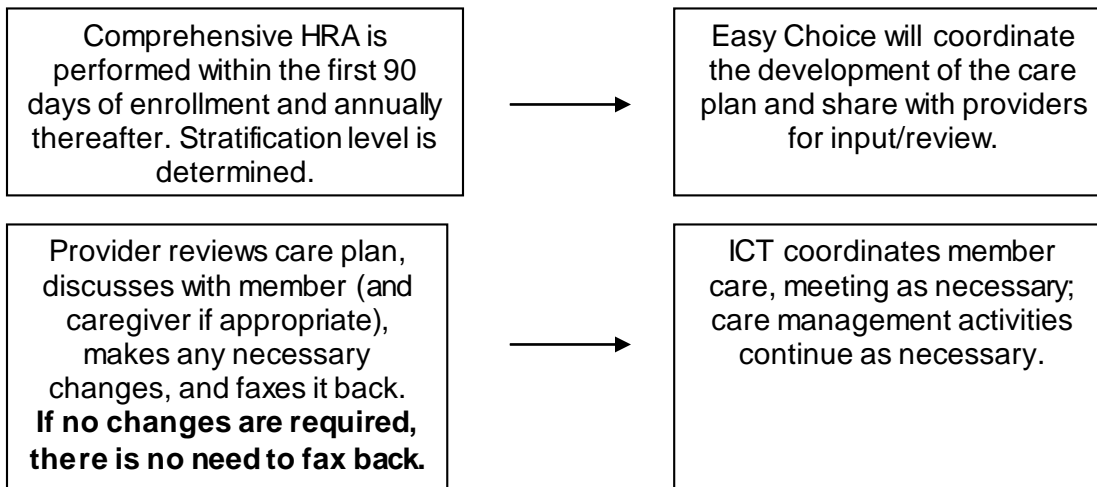 Comprehensive HRA is
performed within the first 90
days of enrollment and annually
thereafter. Stratification level is
determined.
Easy Choice will coordinate
the development of the care
plan and share with providers
for input/review.
Provider reviews care plan,
discusses with member (and
caregiver if appropriate),
makes any necessary
changes, and faxes it back.
If no changes are required,
there is no need to fax back.
ICT coordinates member
care, meeting as necessary;
care management activities
continue as necessary.